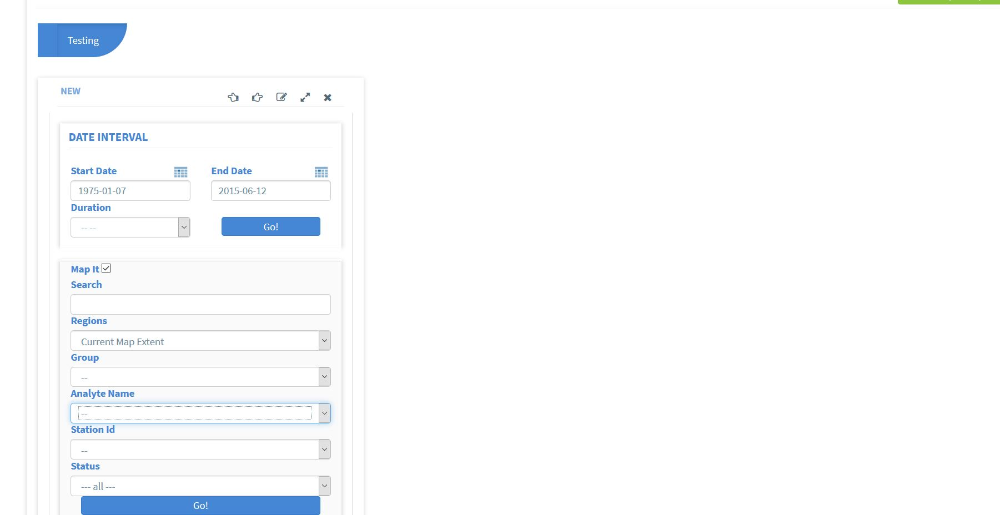 Testing
NEW
DATE INTERVAL
Start Date End Date
1975-01-07 2015-06-12
Duration
-- -- Go!
Map It
Search
Regions
Current Map Extent
Group
--
Analyte Name
--
Station Id
--
Status
--- all ---
Go!